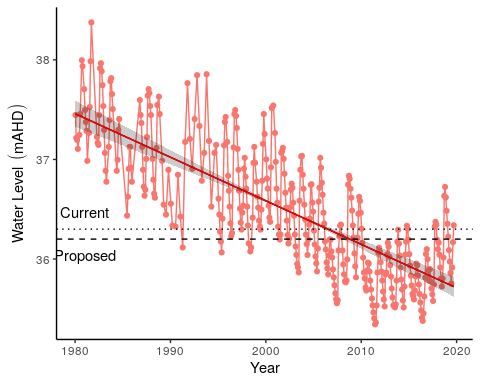 38
37
36
Water Level (mAHD)
Current
Proposed
1980 1990 2000 2010 2020
Year